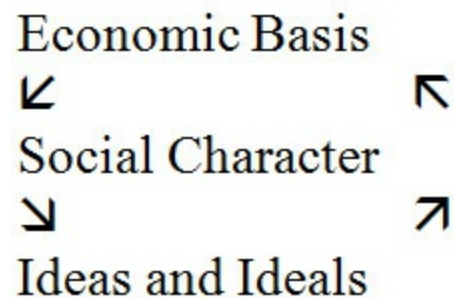 Economic Basis
↙ ↖
Social Character
↘ ↗
Ideas and Ideals